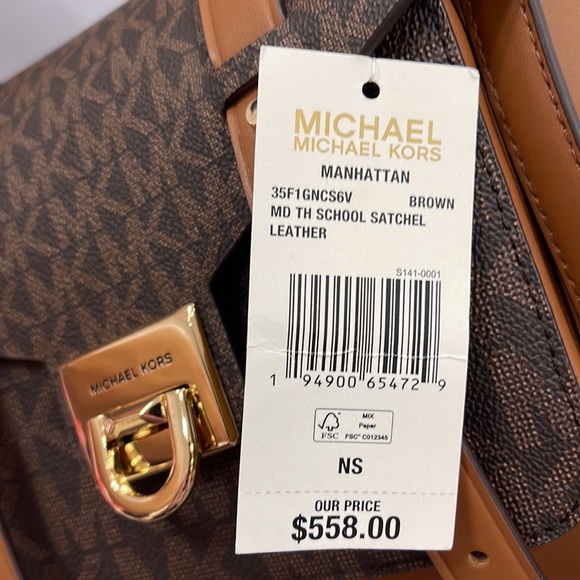 MICHAEL
MICHAEL KORS
MANHATTAN
35F1GNCS6V BROWN
MD TH SCHOOL SATCHEL
LEATHER
S141-0001
1 94900 65472 9
FSC
MIX
Paper
FSC™ C012345
NS
OUR PRICE
$558.00
MICHAEL KORS